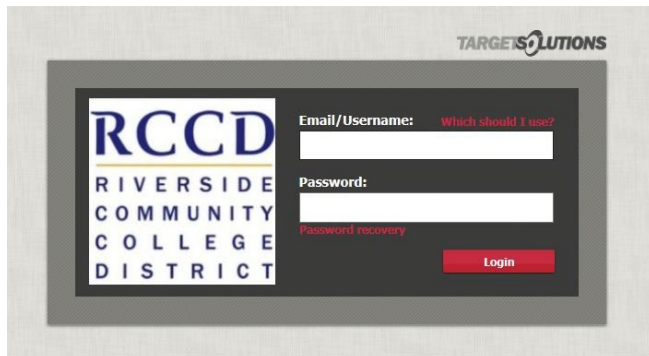 TARGETSOLUTIONS
RCCD
RIVERSIDE
COMMUNITY
COLLEGE
DISTRICT
Email/Username: Which should I use?
Password:
Password recovery
Login